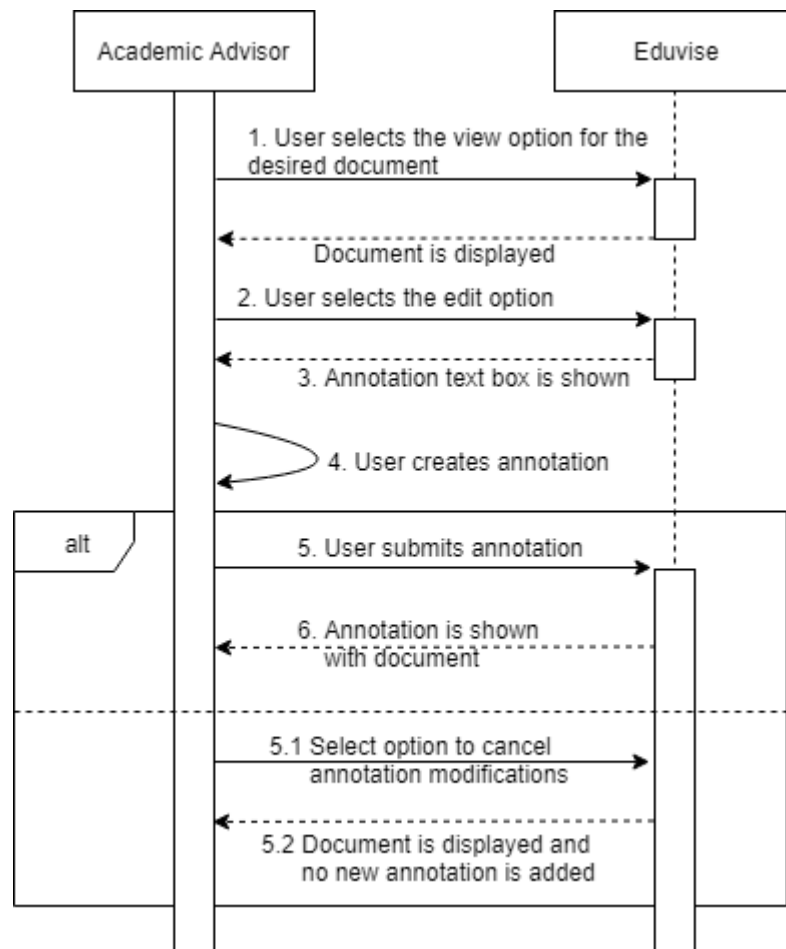 Academic Advisor
Eduvise
1. User selects the view option for the
desired document
Document is displayed
2. User selects the edit option
3. Annotation text box is shown
4. User creates annotation
alt
5. User submits annotation
6. Annotation is shown
with document
5.1 Select option to cancel
annotation modifications
5.2 Document is displayed and
no new annotation is added